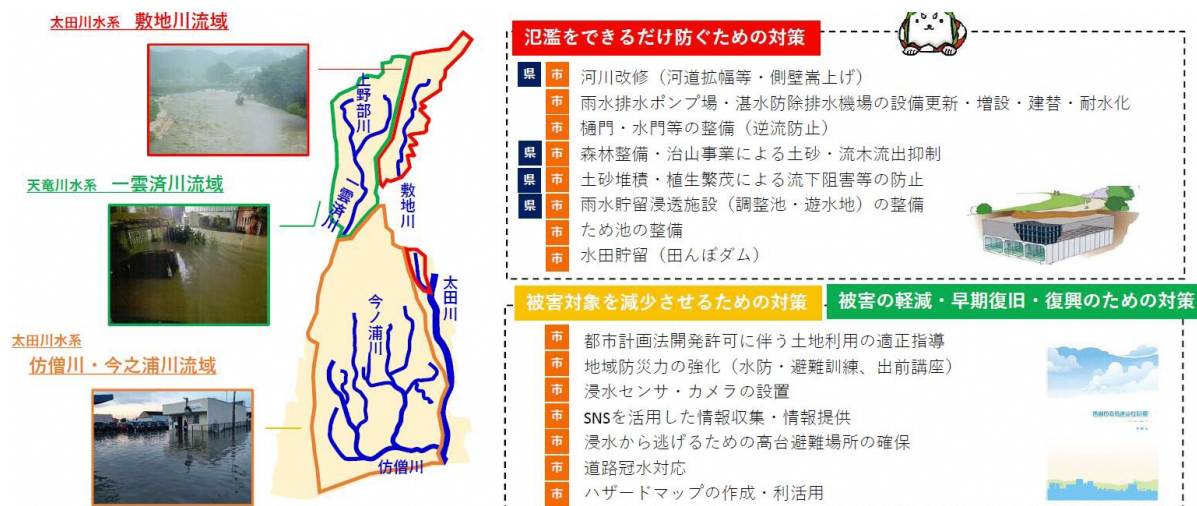 太田川水系 敷地川流域
天竜川水系 一雲済川流域
太田川水系
仿僧川・今之浦川流域
上野部川
一雲済川
敷地川
太田川
今ノ浦川
仿僧川
氾濫をできるだけ防ぐための対策
県 市 河川改修（河道拡幅等・側壁嵩上げ）
市 雨水排水ポンプ場・湛水防除排水機場の設備更新・増設・建替・耐水化
市 樋門・水門等の整備（逆流防止）
県 市 森林整備・治山事業による土砂・流木流出抑制
県 市 土砂堆積・植生繁茂による流下阻害等の防止
県 市 雨水貯留浸透施設（調整池・遊水地）の整備
市 ため池の整備
市 水田貯留（田んぼダム）
被害対象を減少させるための対策
被害の軽減・早期復旧・復興のための対策
市 都市計画法開発許可に伴う土地利用の適正指導
市 地域防災力の強化（水防・避難訓練、出前講座）
市 浸水センサ・カメラの設置
市 SNSを活用した情報収集・情報提供
市 浸水から逃げるための高台避難場所の確保
市 道路冠水対応
市 ハザードマップの作成・利活用